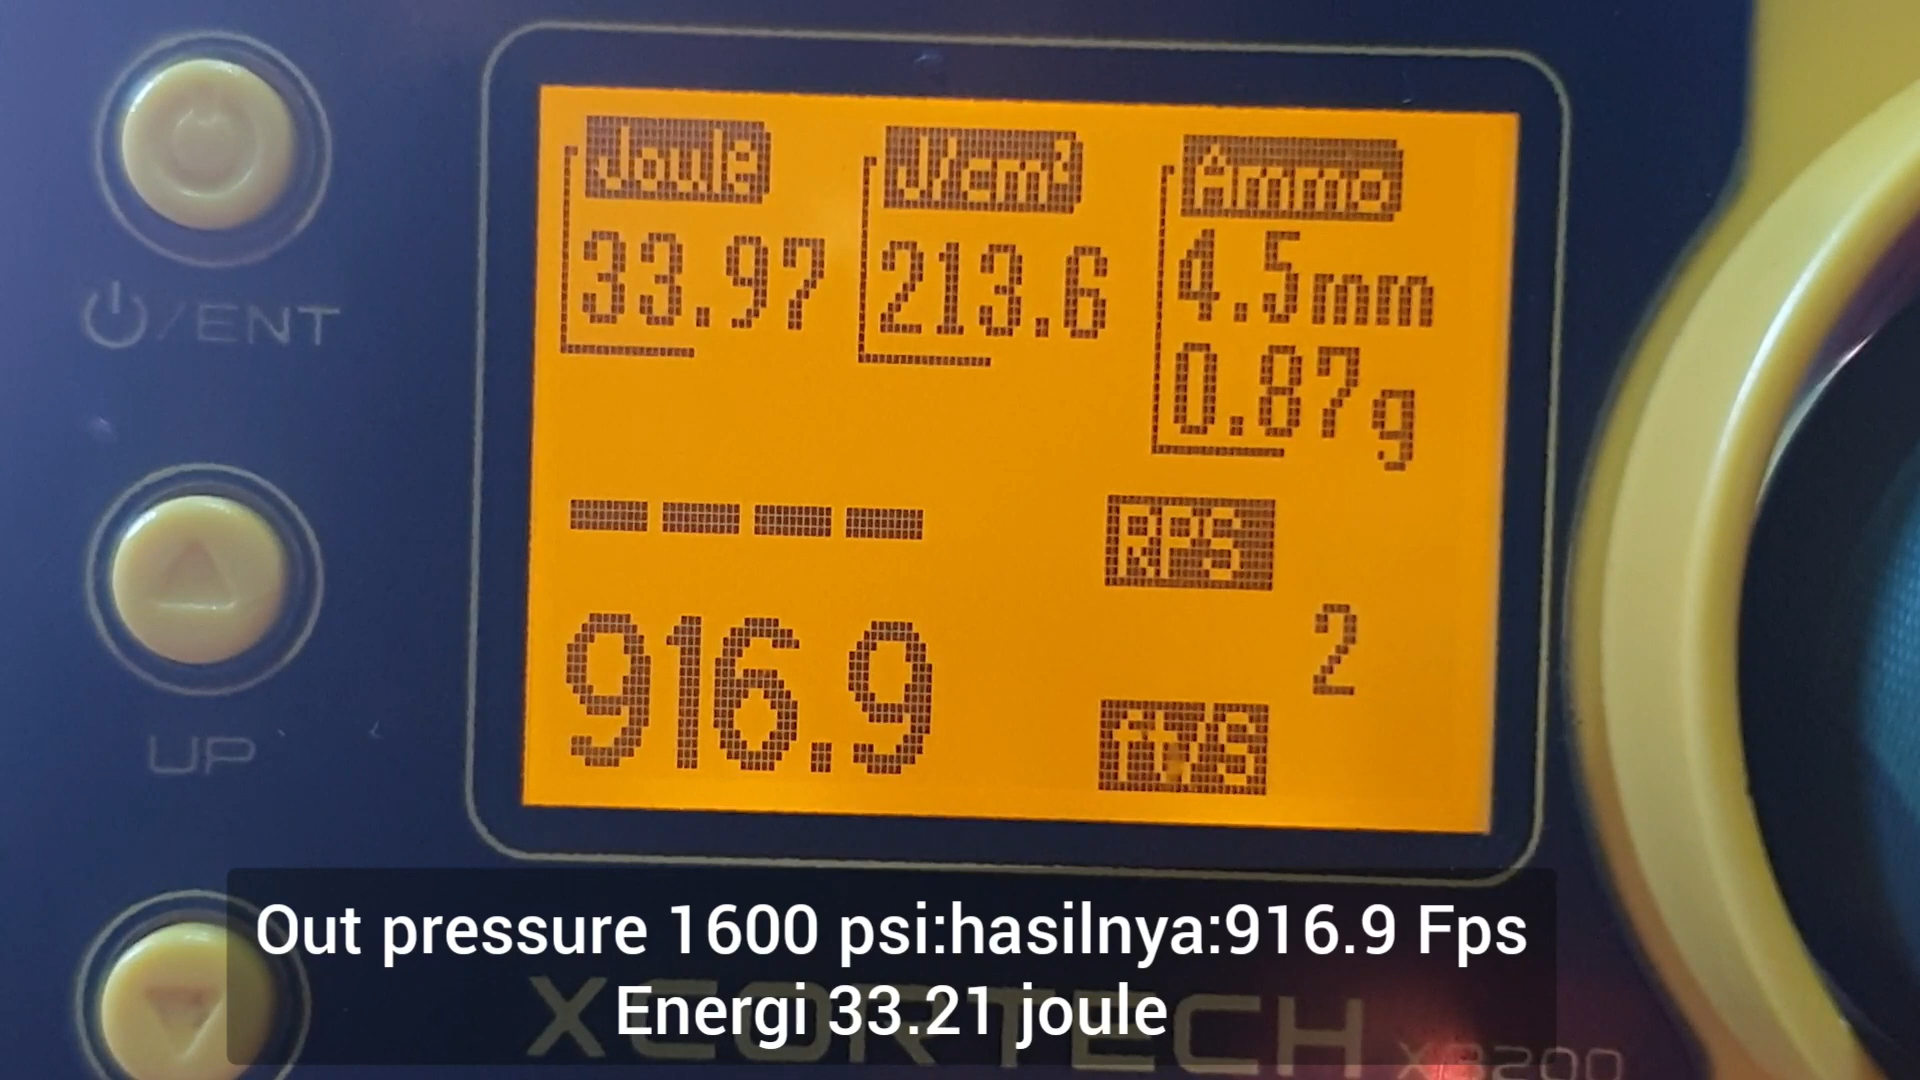 Joule J/cm² Ammo
33.97 213.6 4.5mm
0.87g
---- RPS
2
916.9 ft/s
⏻/ENT
UP
Out pressure 1600 psi:hasilnya:916.9 Fps
Energi 33.21 joule
XCORTECH X3200